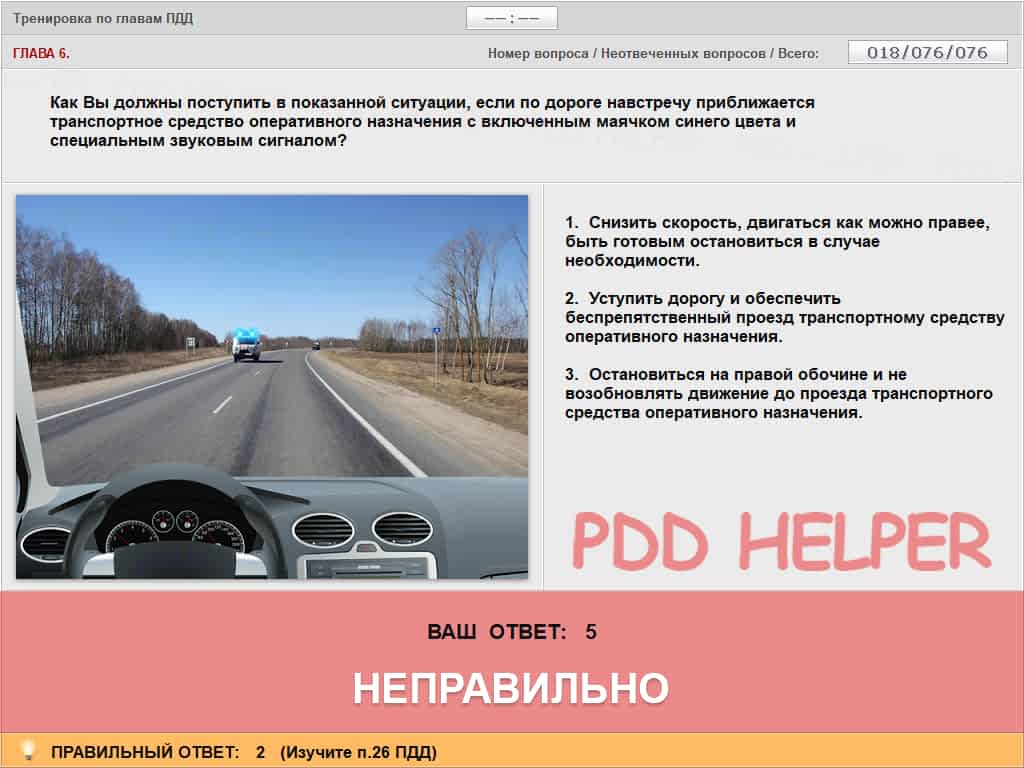 Тренировка по главам ПДД
—— : ——
ГЛАВА 6.
Номер вопроса / Неотвеченных вопросов / Всего:
018/076/076
Как Вы должны поступить в показанной ситуации, если по дороге навстречу приближается
транспортное средство оперативного назначения с включенным маячком синего цвета и
специальным звуковым сигналом?
1. Снизить скорость, двигаться как можно правее,
быть готовым остановиться в случае
необходимости.
2. Уступить дорогу и обеспечить
беспрепятственный проезд транспортному средству
оперативного назначения.
3. Остановиться на правой обочине и не
возобновлять движение до проезда транспортного
средства оперативного назначения.
PDD HELPER
ВАШ ОТВЕТ: 5
НЕПРАВИЛЬНО
ПРАВИЛЬНЫЙ ОТВЕТ: 2 (Изучите п.26 ПДД)